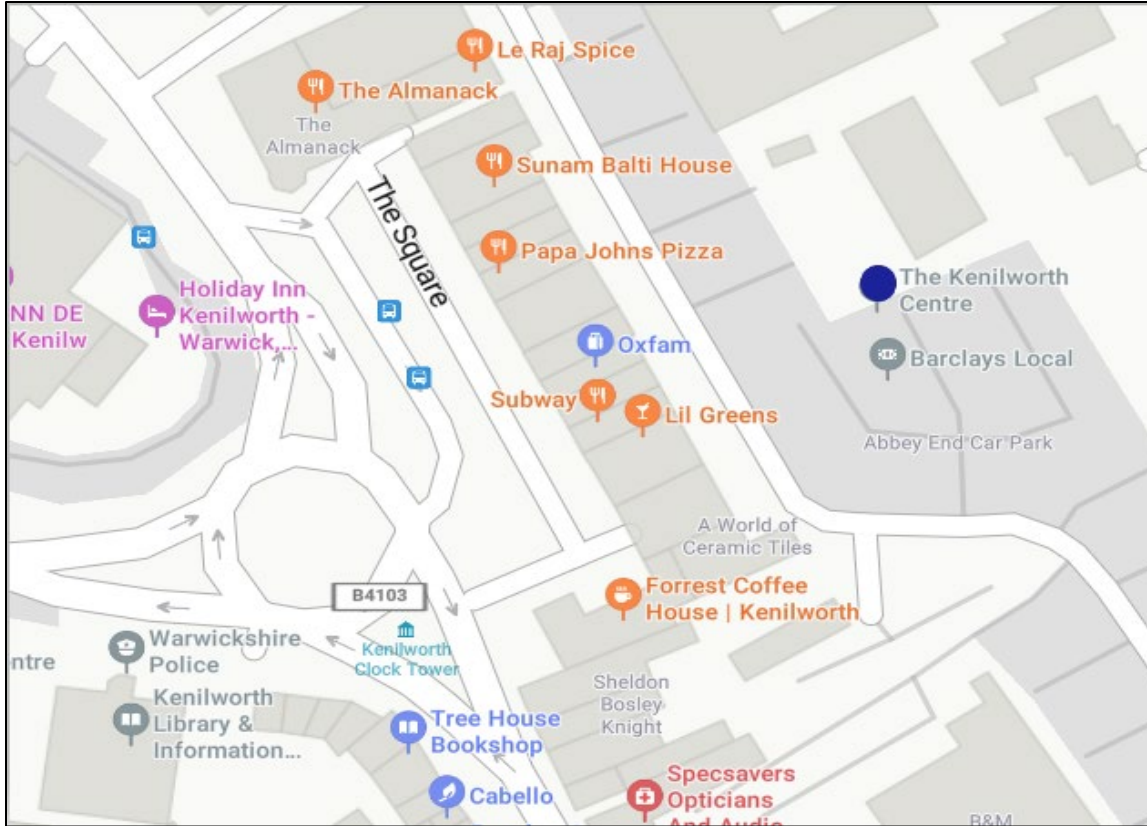 Le Raj Spice
The Almanack
The
Almanack
Sunam Balti House
The Square
Papa Johns Pizza
The Kenilworth
Centre
Holiday Inn
Kenilworth -
Warwick,...
NN DE
Kenilw
Oxfam
Barclays Local
Subway
Lil Greens
Abbey End Car Park
A World of
Ceramic Tiles
Forrest Coffee
House | Kenilworth
B4103
Warwickshire
Police
Kenilworth
Clock Tower
entre
Kenilworth
Library &
Information...
Sheldon
Bosley
Knight
Tree House
Bookshop
Cabello
Specsavers
Opticians
And Audio
B&M